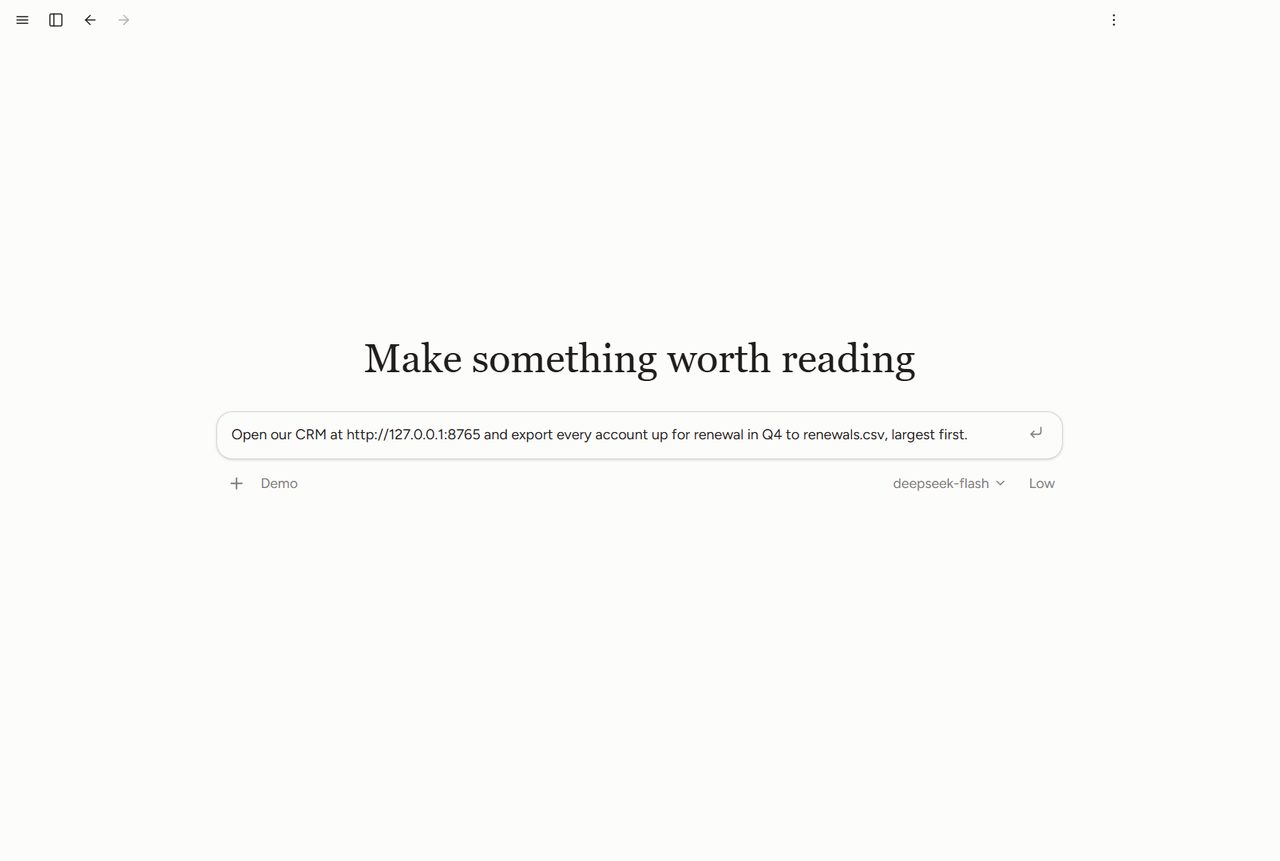 Make something worth reading
Open our CRM at http://127.0.0.1:8765 and export every account up for renewal in Q4 to renewals.csv, largest first.
Demo
deepseek-flash
Low